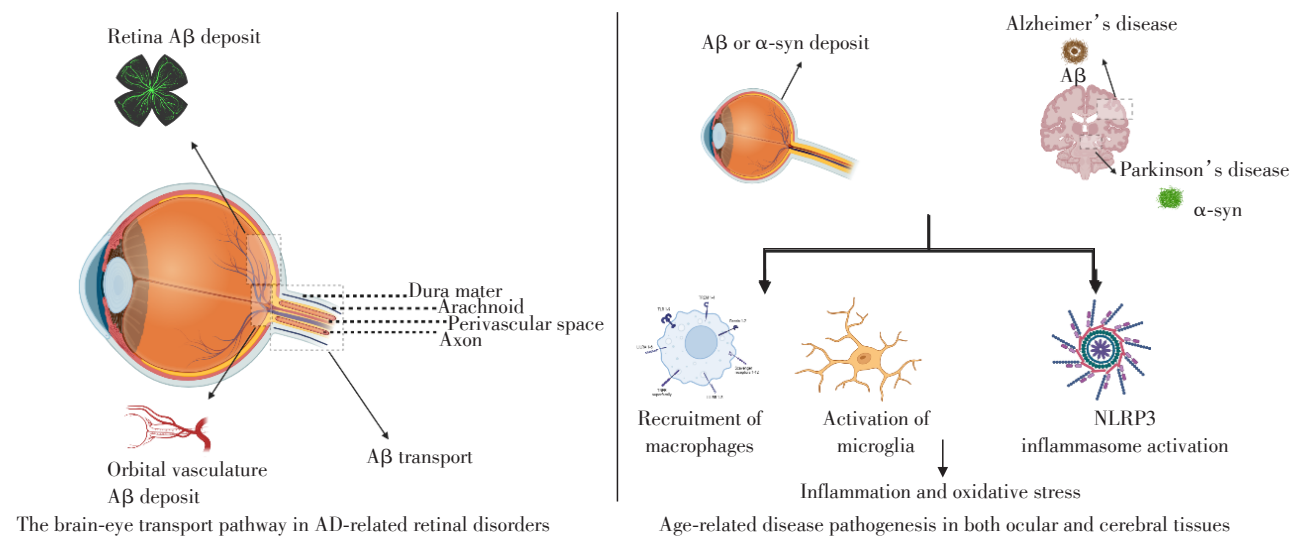 Retina Aβ deposit
Dura mater
Arachnoid
Perivascular space
Axon
Orbital vasculature
Aβ deposit
Aβ transport
The brain-eye transport pathway in AD-related retinal disorders
Aβ or α-syn deposit
Alzheimer's disease
Aβ
Parkinson's disease
α-syn
Recruitment of
macrophages
Activation of
microglia
NLRP3
inflammasome activation
Inflammation and oxidative stress
Age-related disease pathogenesis in both ocular and cerebral tissues